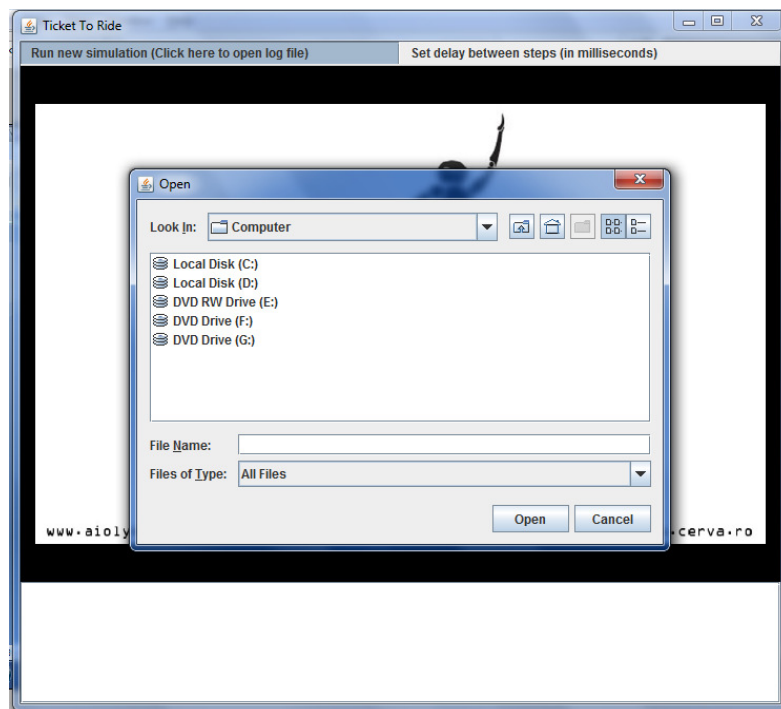 Ticket To Ride
Run new simulation (Click here to open log file) Set delay between steps (in milliseconds)
Open
Look In: Computer
Local Disk (C:)
Local Disk (D:)
DVD RW Drive (E:)
DVD Drive (F:)
DVD Drive (G:)
File Name:
Files of Type: All Files
Open Cancel
www.aioly .cerva.ro